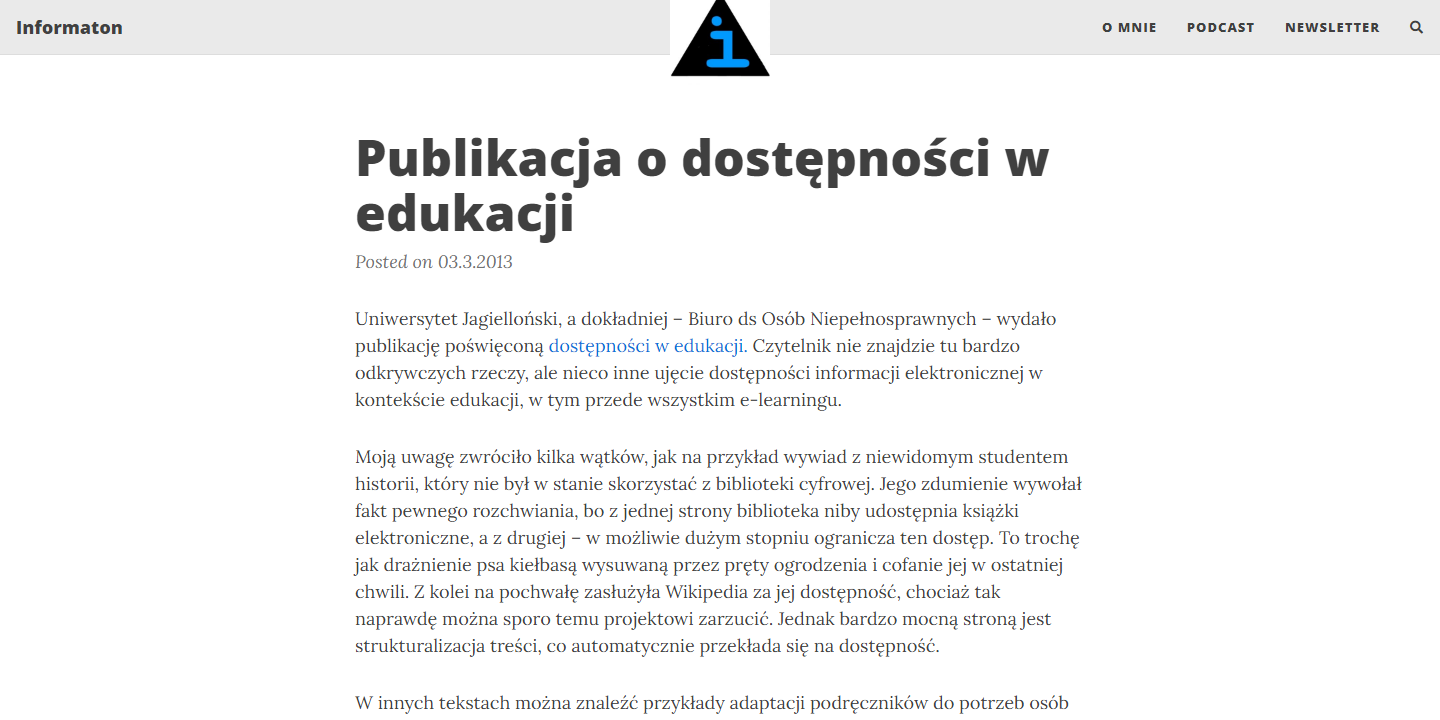 Informaton
i
O MNIE
PODCAST
NEWSLETTER
Publikacja o dostępności w
edukacji
Posted on 03.3.2013
Uniwersytet Jagielloński, a dokładniej – Biuro ds Osób Niepełnosprawnych – wydało
publikację poświęconą dostępności w edukacji. Czytelnik nie znajdzie tu bardzo
odkrywczych rzeczy, ale nieco inne ujęcie dostępności informacji elektronicznej w
kontekście edukacji, w tym przede wszystkim e-learningu.
Moją uwagę zwróciło kilka wątków, jak na przykład wywiad z niewidomym studentem
historii, który nie był w stanie skorzystać z biblioteki cyfrowej. Jego zdumienie wywołał
fakt pewnego rozchwiania, bo z jednej strony biblioteka niby udostępnia książki
elektroniczne, a z drugiej – w możliwie dużym stopniu ogranicza ten dostęp. To trochę
jak drażnienie psa kiełbasą wysuwaną przez pręty ogrodzenia i cofanie jej w ostatniej
chwili. Z kolei na pochwałę zasłużyła Wikipedia za jej dostępność, chociaż tak
naprawdę można sporo temu projektowi zarzucić. Jednak bardzo mocną stroną jest
strukturalizacja treści, co automatycznie przekłada się na dostępność.
W innych tekstach można znaleźć przykłady adaptacji podręczników do potrzeb osób